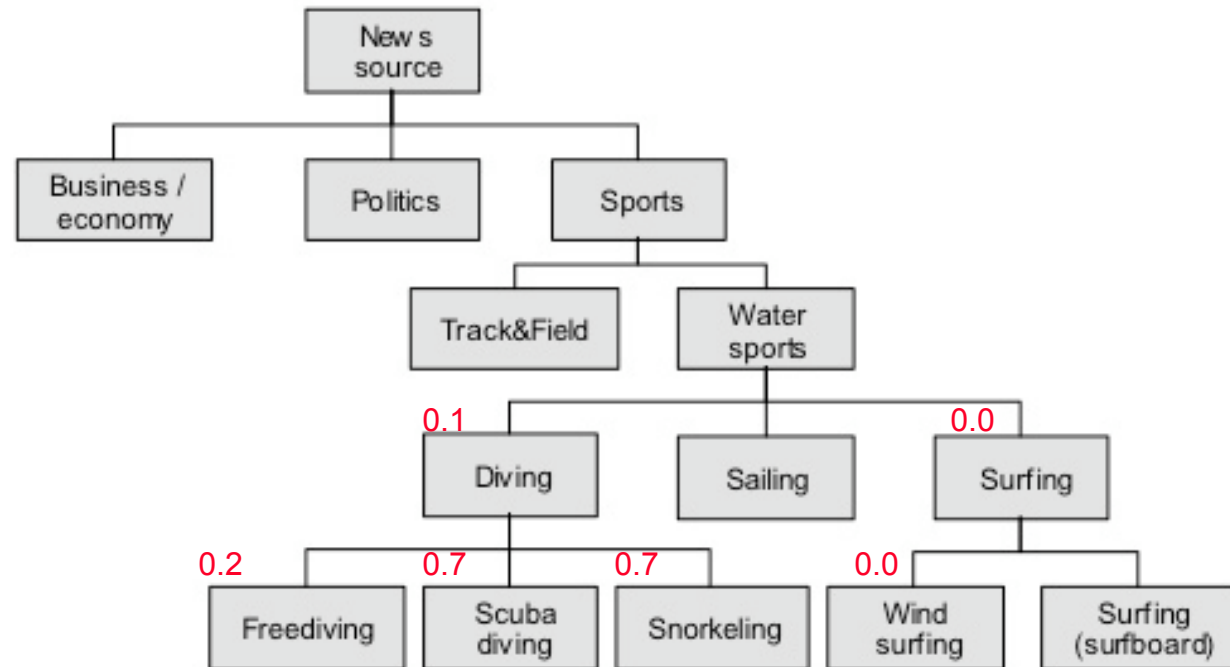 News
source
Business /
economy
Politics
Sports
Track&Field
Water
sports
0.1
0.0
Diving
Sailing
Surfing
0.2
0.7
0.7
0.0
Freediving
Scuba
diving
Snorkeling
Wind
surfing
Surfing
(surfboard)